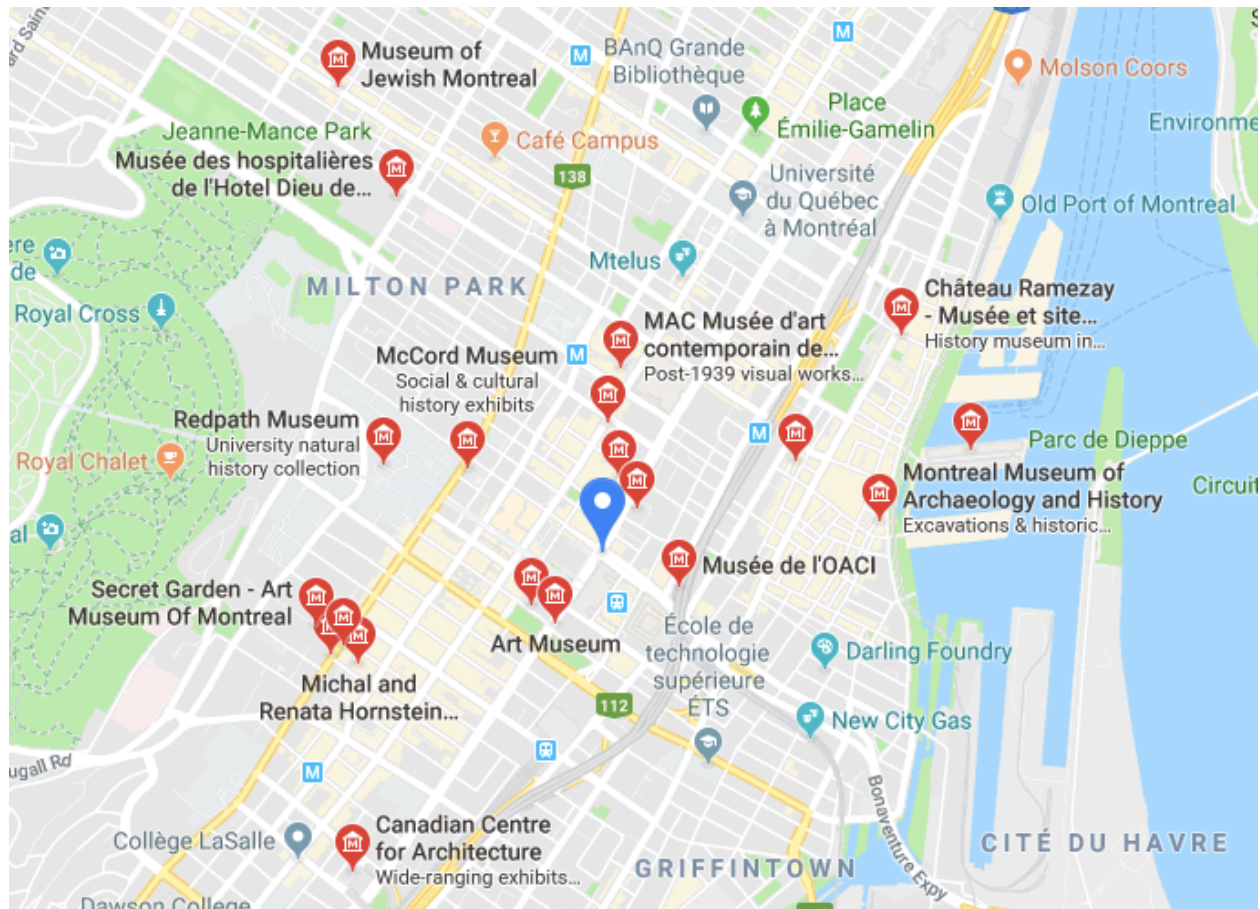 Museum of
Jewish Montreal
BAnQ Grande
Bibliothèque
M
M
Molson Coors
Place
Émilie-Gamelin
Jeanne-Mance Park
Café Campus
Musée des hospitalières
de l'Hotel Dieu de...
138
Université
du Québec
à Montréal
Old Port of Montreal
Mtelus
MILTON PARK
Royal Cross
Château Ramezay
- Musée et site...
History museum in...
MAC Musée d'art
contemporain de...
Post-1939 visual works...
M
McCord Museum
Social & cultural
history exhibits
Redpath Museum
University natural
history collection
Royal Chalet
M
Parc de Dieppe
Montreal Museum of
Archaeology and History
Excavations & historic...
Musée de l'OACI
Secret Garden - Art
Museum Of Montreal
Art Museum
École de
technologie
supérieure
ÉTS
Darling Foundry
Michal and
Renata Hornstein...
112
New City Gas
M
Bonaventure Expy
Collège LaSalle
Canadian Centre
for Architecture
Wide-ranging exhibits...
GRIFFINTOWN
CITÉ DU HAVRE
Dawson College